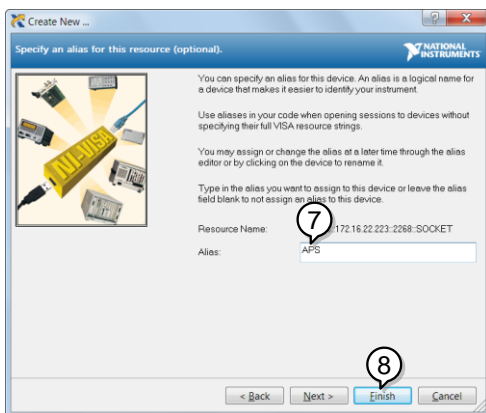 Create New ...
Specify an alias for this resource (optional).
NATIONAL
INSTRUMENTS
You can specify an alias for this device. An alias is a logical name for
a device that makes it easier to identify your instrument.
Use aliases in your code when opening sessions to devices without
specifying their full VISA resource strings.
You may assign or change the alias at a later time through the alias
editor or by clicking on the device to rename it.
Type in the alias you want to assign to this device or leave the alias
field blank to not assign an alias to this device.
NI-VISA
7
Resource Name: :172.16.22.223::2268::SOCKET
Alias: APS
8
< Back Next > Finish Cancel